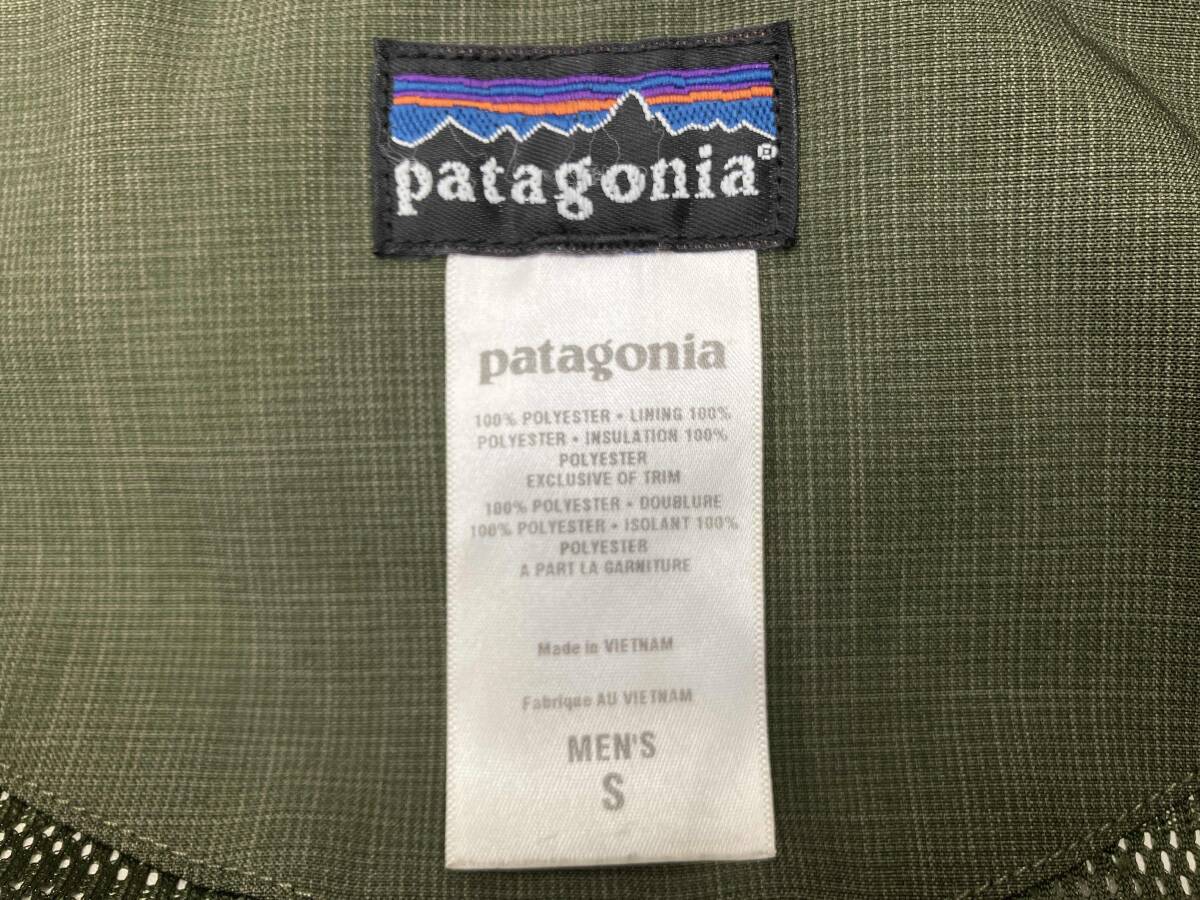 patagonia®
patagonia
100% POLYESTER • LINING 100%
POLYESTER • INSULATION 100%
POLYESTER
EXCLUSIVE OF TRIM
100% POLYESTER • DOUBLURE
100% POLYESTER • ISOLANT 100%
POLYESTER
A PART LA GARNITURE
Made in VIETNAM
Fabrique AU VIETNAM
MEN'S
S